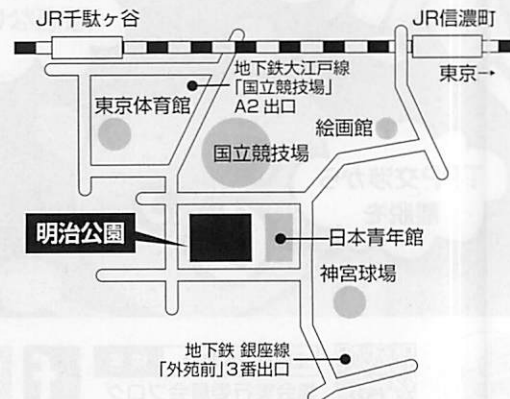 JR千駄ヶ谷
JR信濃町
東京→
地下鉄大江戸線
「国立競技場」
A2 出口
東京体育館
絵画館
国立競技場
明治公園
日本青年館
神宮球場
地下鉄 銀座線
「外苑前」3番出口